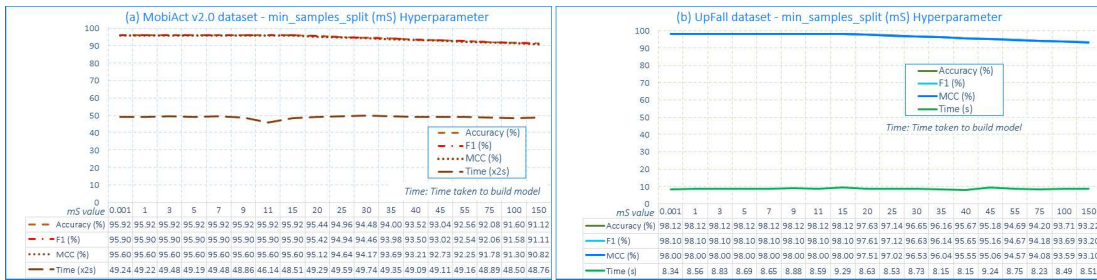 (a) MobiAct v2.0 dataset - min_samples_split (mS) Hyperparameter
100
90
80
70
60
50
40
30
20
10
0
Accuracy (%)
F1 (%)
MCC (%)
Time (x2s)
Time: Time taken to build model
mS value 0.001 1 3 5 7 9 11 15 20 25 30 35 40 45 55 75 100 150
Accuracy (%) 95.92 95.92 95.92 95.92 95.92 95.92 95.92 95.92 95.44 94.96 94.48 94.00 93.52 93.04 92.56 92.08 91.60 91.12
F1 (%) 95.90 95.90 95.90 95.90 95.90 95.90 95.90 95.90 95.42 94.94 94.46 93.98 93.50 93.02 92.54 92.06 91.58 91.11
MCC (%) 95.60 95.60 95.60 95.60 95.60 95.60 95.60 95.60 95.12 94.64 94.17 93.69 93.21 92.73 92.25 91.78 91.30 90.82
Time (x2s) 49.24 49.22 49.48 49.19 49.48 48.86 46.14 48.51 49.29 49.59 49.74 49.35 49.09 49.11 49.16 48.89 48.50 48.76
(b) UpFall dataset - min_samples_split (mS) Hyperparameter
100
90
80
70
60
50
40
30
20
10
0
Accuracy (%)
F1 (%)
MCC (%)
Time (s)
Time: Time taken to build model
mS value 0.001 1 3 5 7 9 11 15 20 25 30 35 40 45 55 75 100 150
Accuracy (%) 98.12 98.12 98.12 98.12 98.12 98.12 98.12 98.12 97.63 97.14 96.65 96.16 95.67 95.18 94.69 94.20 93.71 93.22
F1 (%) 98.10 98.10 98.10 98.10 98.10 98.10 98.10 98.10 97.61 97.12 96.63 96.14 95.65 95.16 94.67 94.18 93.69 93.20
MCC (%) 98.00 98.00 98.00 98.00 98.00 98.00 98.00 98.00 97.51 97.02 96.53 96.04 95.55 95.06 94.57 94.08 93.59 93.10
Time (s) 8.34 8.56 8.83 8.69 8.65 8.88 8.59 9.29 8.63 8.53 8.73 8.15 8.15 9.24 8.75 8.23 8.49 8.51